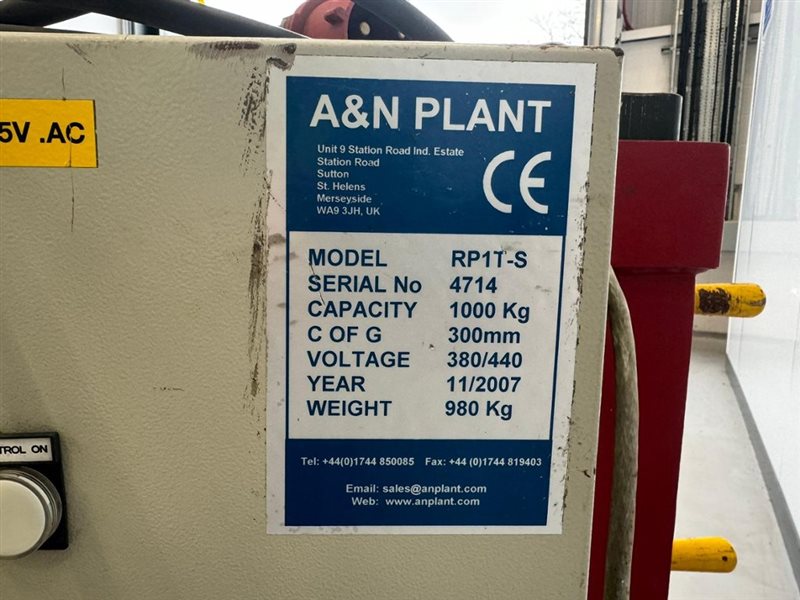 5V .AC
A&N PLANT
Unit 9 Station Road Ind. Estate
Station Road
Sutton
St. Helens
Merseyside
WA9 3JH, UK
CE
MODEL RP1T-S
SERIAL No 4714
CAPACITY 1000 Kg
C OF G 300mm
VOLTAGE 380/440
YEAR 11/2007
WEIGHT 980 Kg
TROL ON
Tel: +44(0)1744 850085 Fax: +44 (0)1744 819403
Email: sales@anplant.com
Web: www.anplant.com